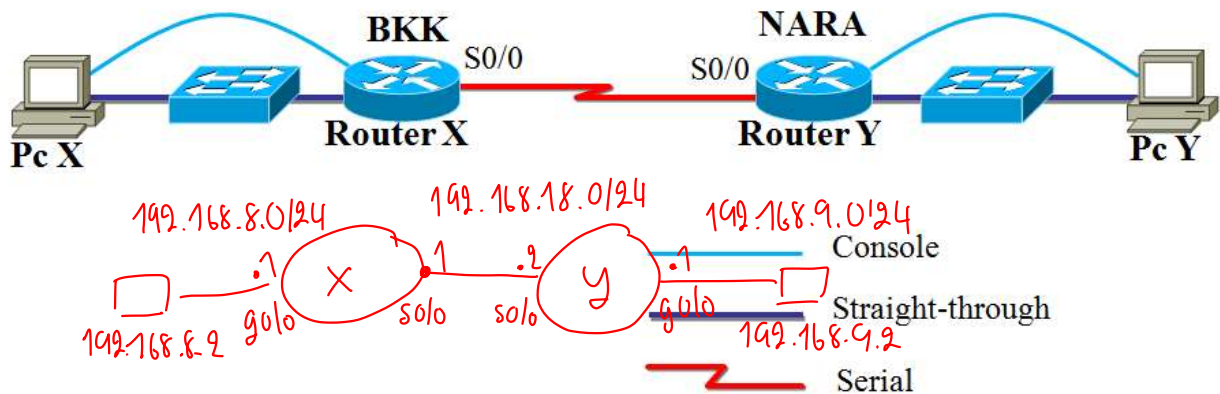 BKK
NARA
S0/0
S0/0
Router X
Router Y
Pc X
Pc Y
192.168.8.0/24
192.168.18.0/24
192.168.9.0/24
Console
.1
X
.1
.2
y
.1
g0/0
s0/0
s0/0
g0/0
Straight-through
192.168.8.2
192.168.9.2
Serial